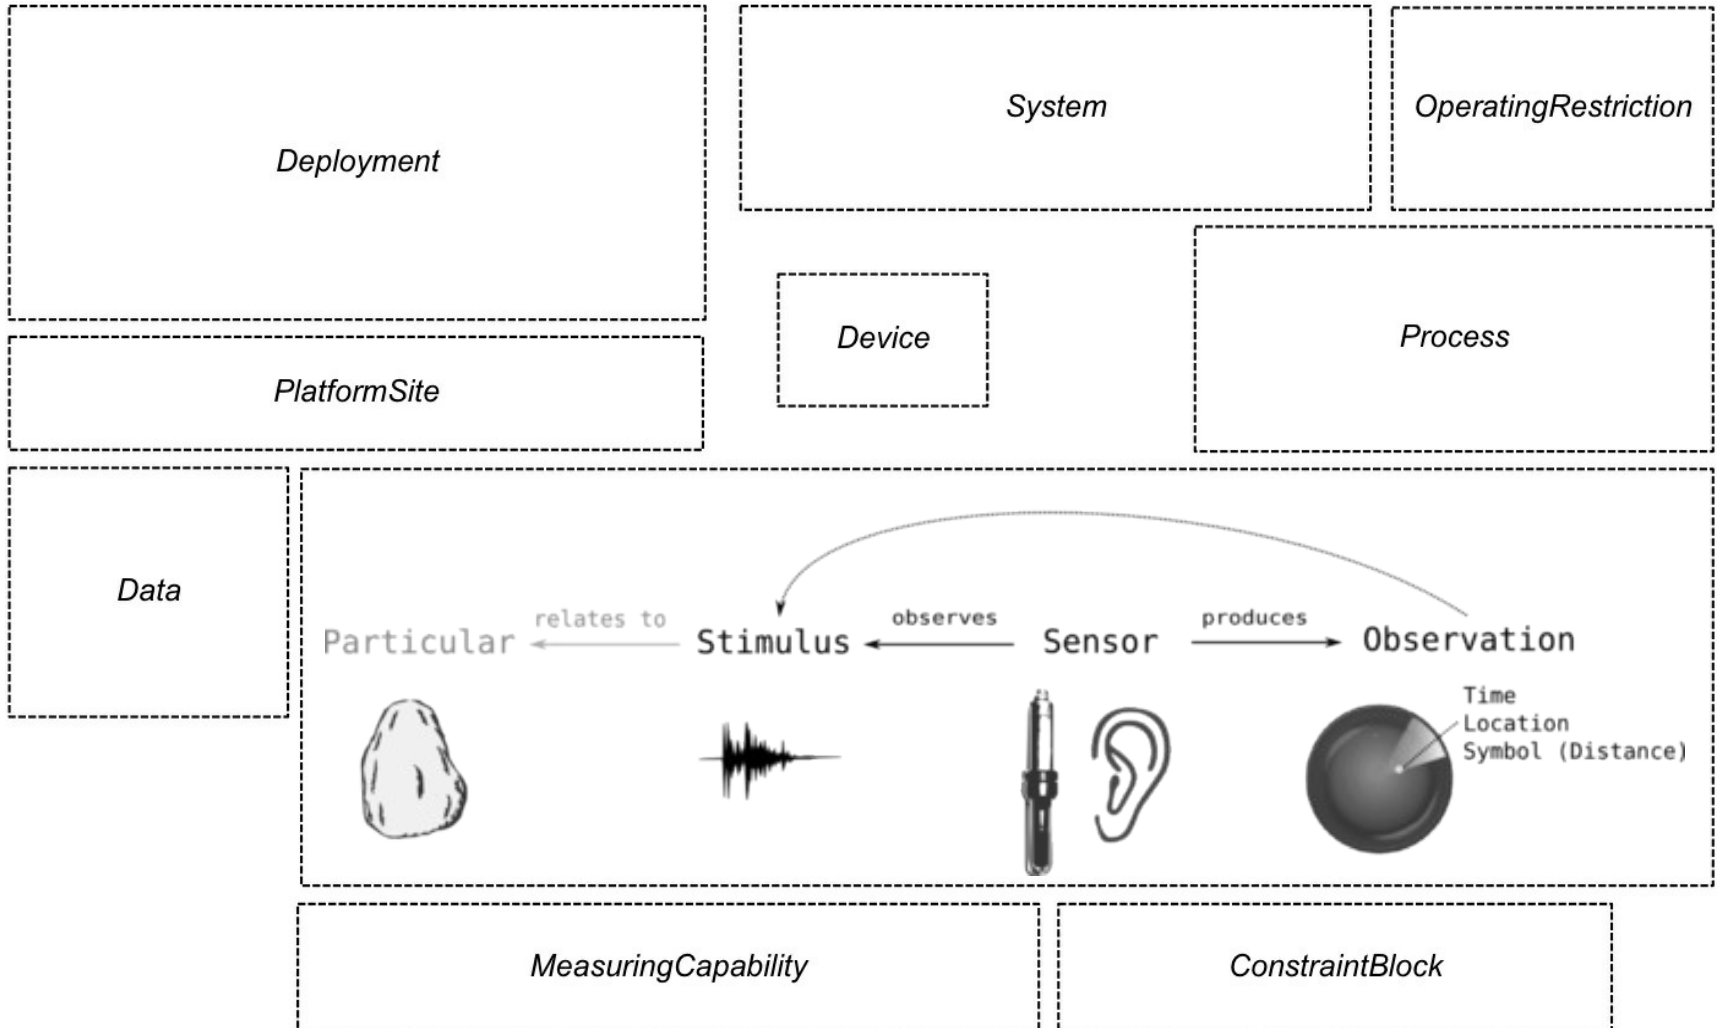 Deployment
System
OperatingRestriction
PlatformSite
Device
Process
Data
relates to
observes
produces
Particular
Stimulus
Sensor
Observation
Time
Location
Symbol (Distance)
MeasuringCapability
ConstraintBlock